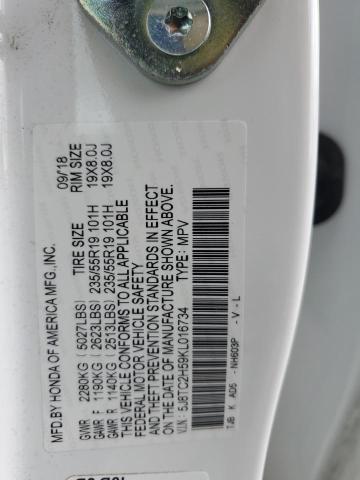 MFD.BY HONDA OF AMERICA MFG.,INC. 09/18
TIRE SIZE RIM SIZE
GVWR 2280KG (5027LBS)
GAWR F 1190KG (2623LBS) 235/55R19 101H 19X8.0J
GAWR R 1140KG (2513LBS) 235/55R19 101H 19X8.0J
THIS VEHICLE CONFORMS TO ALL APPLICABLE
FEDERAL MOTOR VEHICLE SAFETY
AND THEFT PREVENTION STANDARDS IN EFFECT
ON THE DATE OF MANUFACTURE SHOWN ABOVE.
5J8TC2H59KL016734 TYPE: MPV
TJB K AD5 -NH603P -V-L